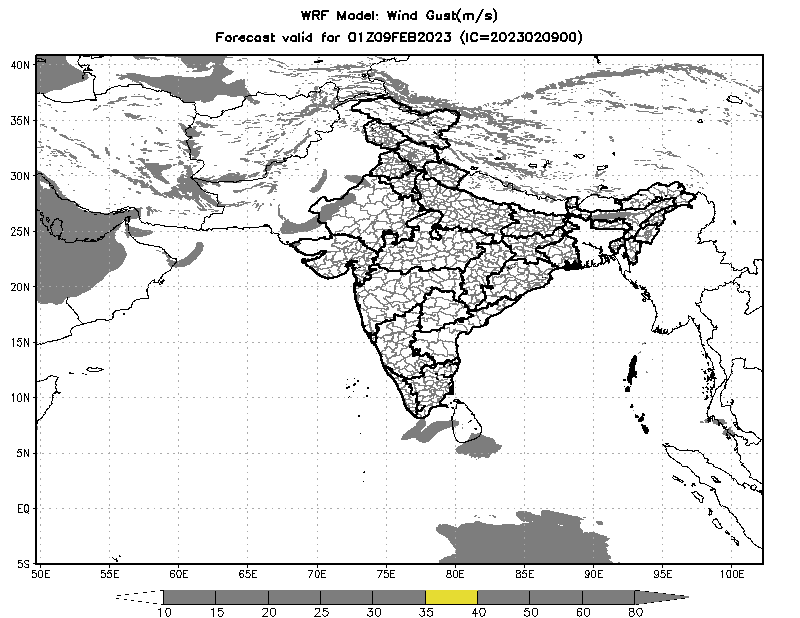 WRF Model: Wind Gust(m/s)
Forecast valid for 01Z09FEB2023 (IC=2023020900)
40N
35N
30N
25N
20N
15N
10N
5N
EQ
5S
50E 55E 60E 65E 70E 75E 80E 85E 90E 95E 100E
10 15 20 25 30 35 40 50 60 80